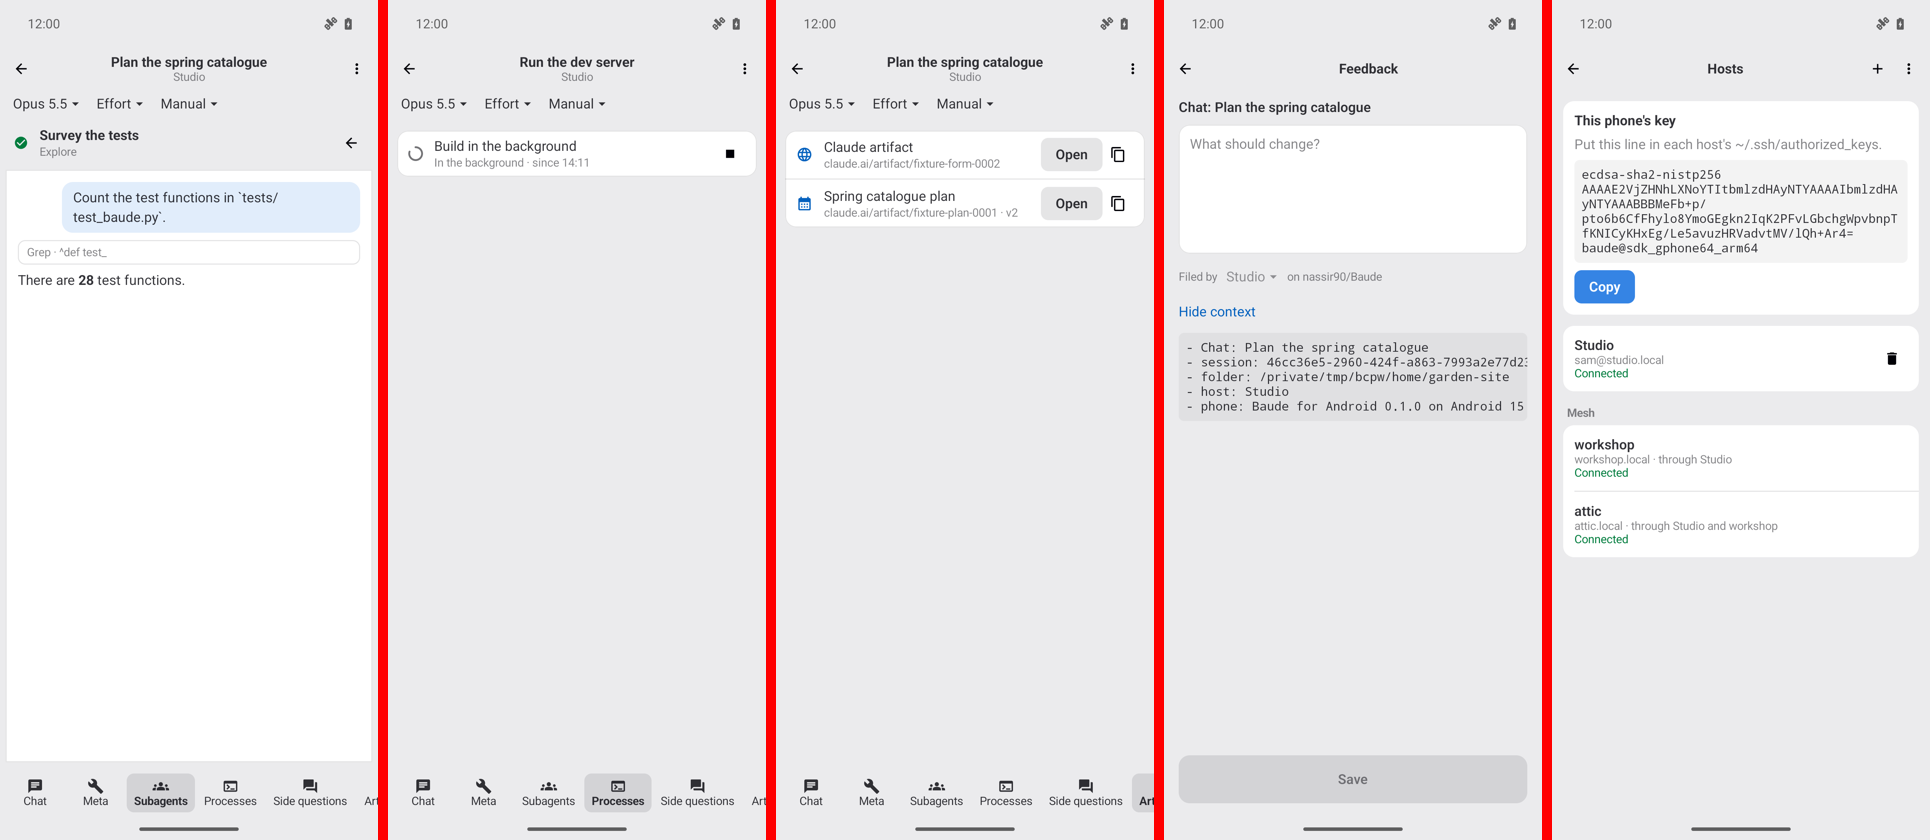 12:00
Plan the spring catalogue
Studio
Opus 5.5 Effort Manual
Survey the tests
Explore
Count the test functions in `tests/
test_baude.py`.
Grep · ^def test_
There are 28 test functions.
Chat Meta Subagents Processes Side questions Art
12:00
Run the dev server
Studio
Opus 5.5 Effort Manual
Build in the background
In the background · since 14:11
Chat Meta Subagents Processes Side questions Art
12:00
Plan the spring catalogue
Studio
Opus 5.5 Effort Manual
Claude artifact
claude.ai/artifact/fixture-form-0002
Open
Spring catalogue plan
claude.ai/artifact/fixture-plan-0001 · v2
Open
Chat Meta Subagents Processes Side questions Art
12:00
Feedback
Chat: Plan the spring catalogue
What should change?
Filed by Studio on nassir90/Baude
Hide context
- Chat: Plan the spring catalogue
- session: 46cc36e5-2960-424f-a863-7993a2e77d23
- folder: /private/tmp/bcpw/home/garden-site
- host: Studio
- phone: Baude for Android 0.1.0 on Android 15
Save
12:00
Hosts
This phone's key
Put this line in each host's ~/.ssh/authorized_keys.
ecdsa-sha2-nistp256
AAAAE2VjZHNhLXNoYTItbmlzdHAyNTYAAAAIbmlzdHA
yNTYAAABBBMeFb+p/
pto6b6CfFhylo8YmoGEgkn2IqK2PFvLGbchgWpvbnpT
fKNICyKHxEg/Le5avuzHRVadvtMV/lQh+Ar4=
baude@sdk_gphone64_arm64
Copy
Studio
sam@studio.local
Connected
Mesh
workshop
workshop.local · through Studio
Connected
attic
attic.local · through Studio and workshop
Connected